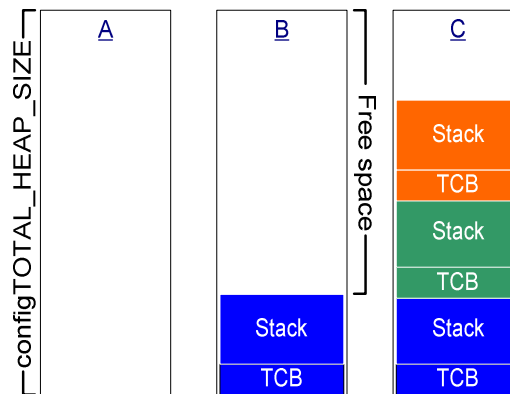 A
B
C
configTOTAL_HEAP_SIZE
Free space
Stack
TCB
Stack
TCB
Stack
TCB
Stack
TCB